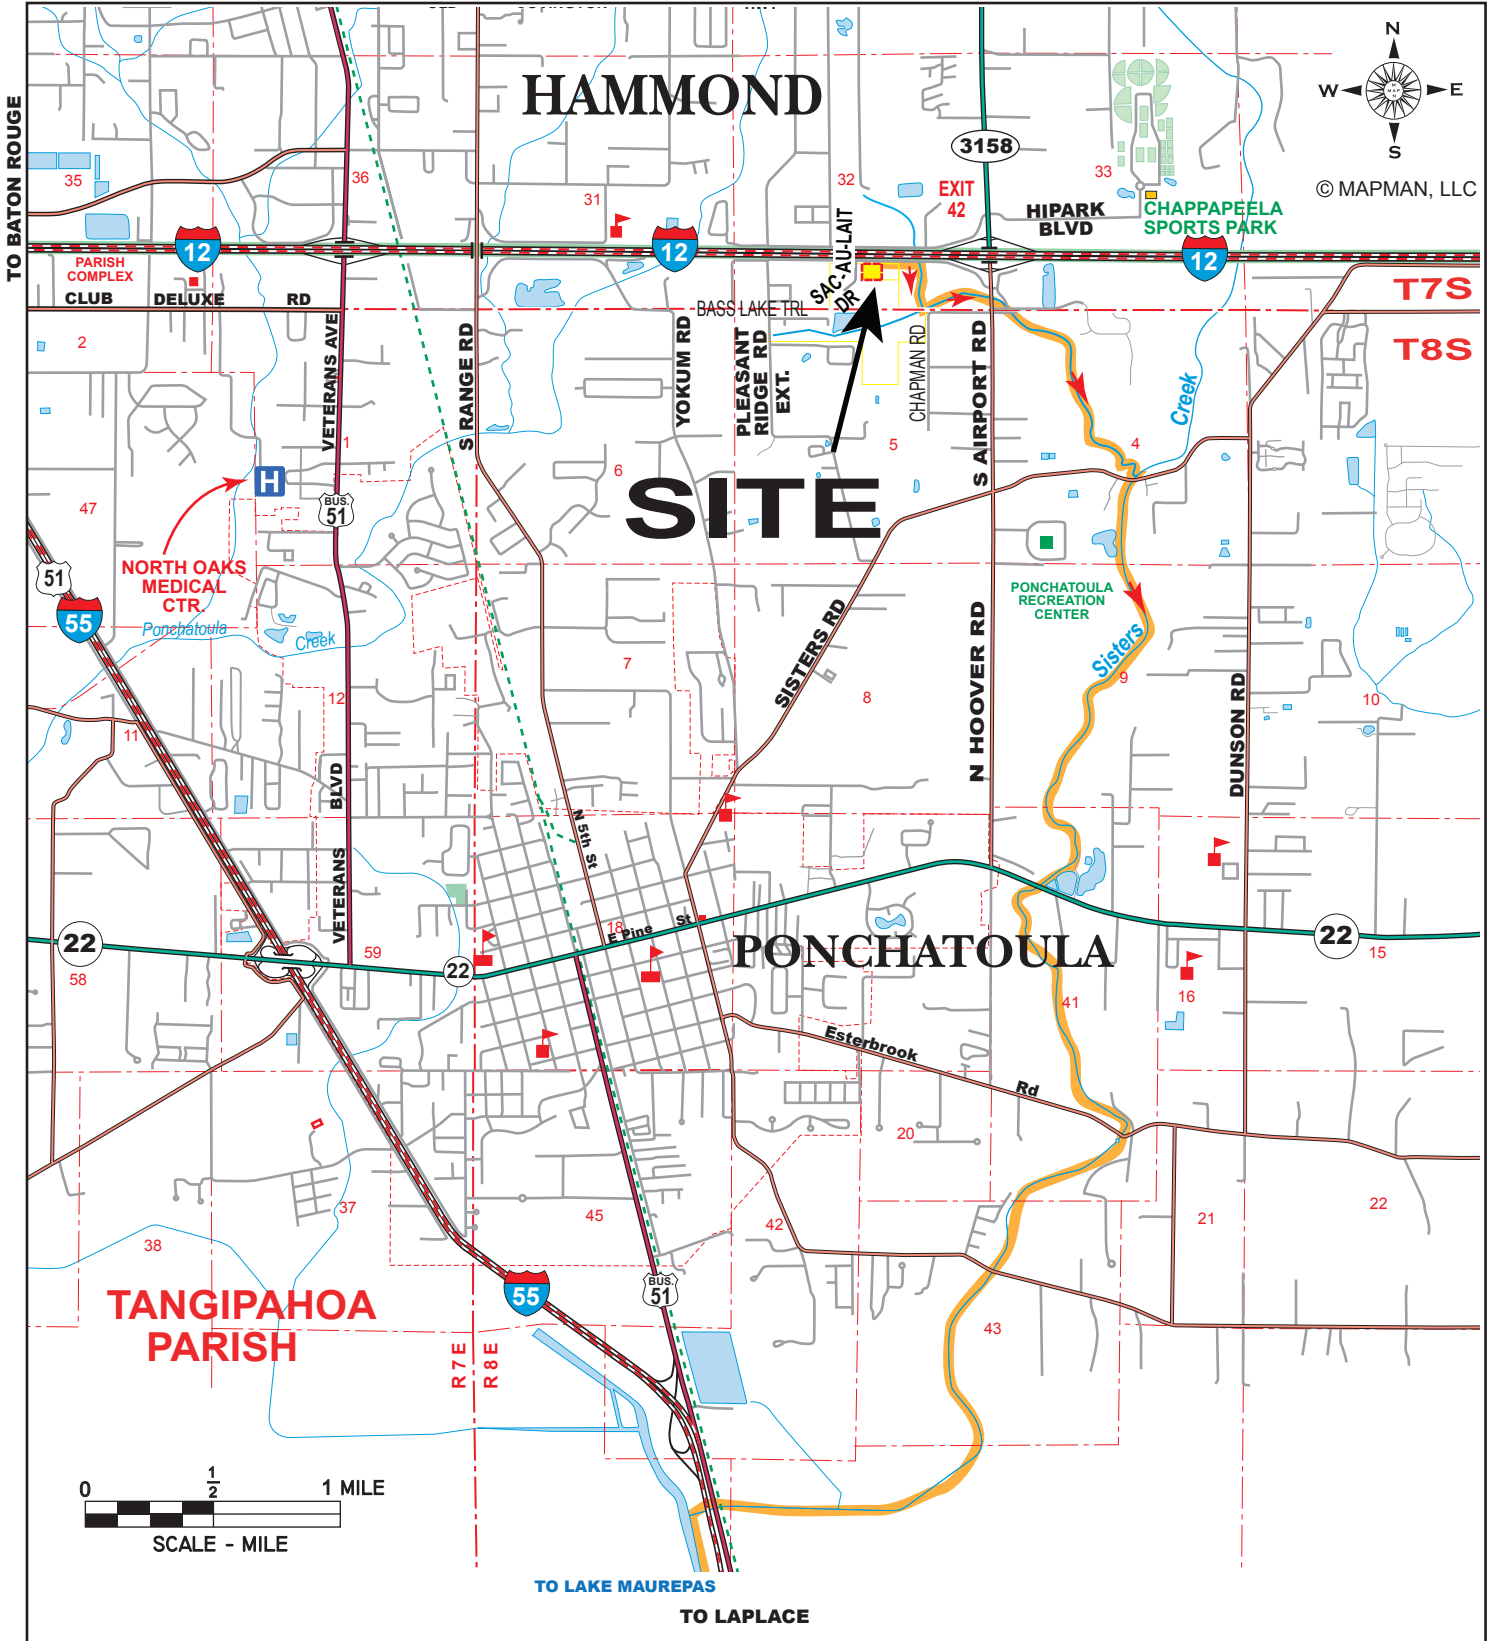 HAMMOND
N
W
E
S
MAP
MAN
© MAPMAN, LLC
TO BATON ROUGE
35
36
31
32
33
3158
EXIT
42
HIPARK
BLVD
CHAPPAPEELA
SPORTS PARK
12
12
12
PARISH
COMPLEX
CLUB DELUXE RD
SAC-AU-LAIT
DR
BASS LAKE TRL
T7S
T8S
2
VETERANS AVE
S RANGE RD
YOKUM RD
PLEASANT
RIDGE RD
EXT.
CHAPMAN RD
S AIRPORT RD
Creek
1
6
5
4
47
H
BUS.
51
SITE
51
55
NORTH OAKS
MEDICAL
CTR.
Ponchatoula
Creek
PONCHATOULA
RECREATION
CENTER
SISTERS RD
N HOOVER RD
Sisters
DUNSON RD
12
7
8
9
10
11
VETERANS BLVD
N 5th St
E Pine St
18
22
59
22
PONCHATOULA
22
15
58
16
41
Esterbrook Rd
20
37
45
42
21
22
38
TANGIPAHOA
PARISH
55
BUS.
51
43
R 7 E
R 8 E
0
1
2
1 MILE
SCALE - MILE
TO LAKE MAUREPAS
TO LAPLACE